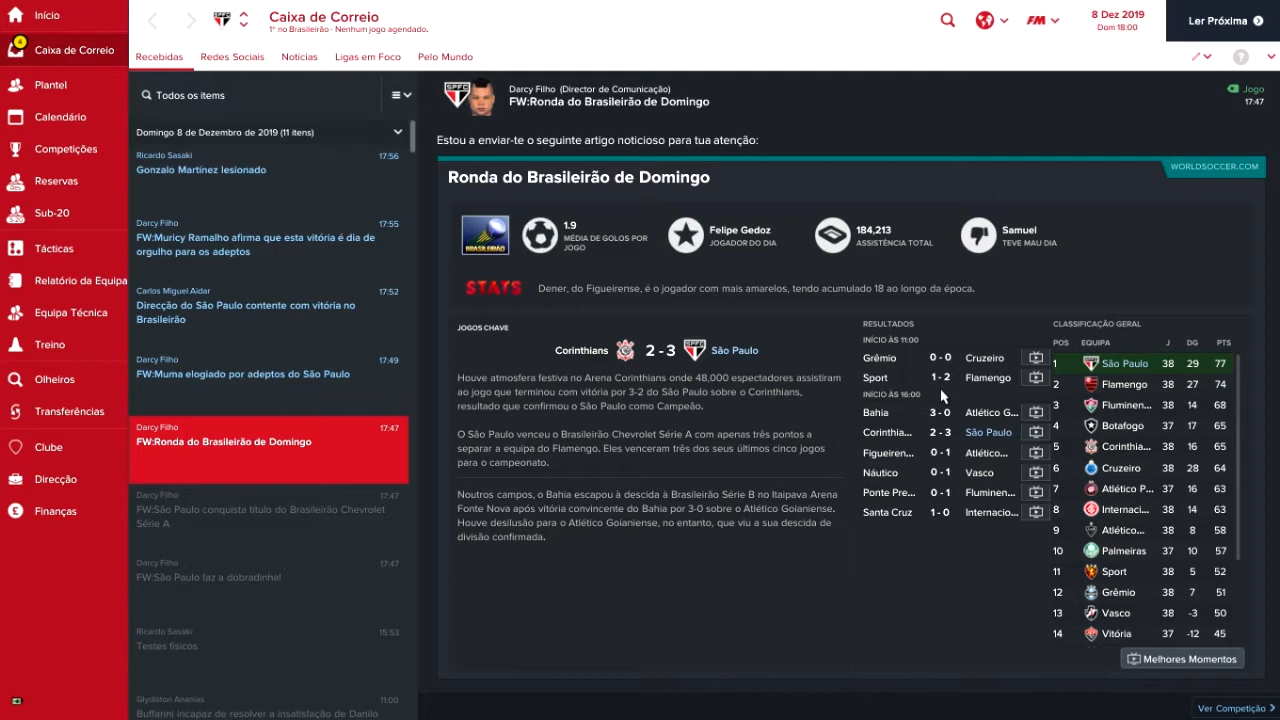 Início
4
Caixa de Correio
Plantel
Calendário
Competições
Reservas
Sub-20
Tácticas
Relatório da Equipa
Equipa Técnica
Treino
Olheiros
Transferências
Clube
Direcção
Finanças
Caixa de Correio
1º no Brasileirão - Nenhum jogo agendado.
FM
8 Dez 2019
Dom 18:00
Ler Próxima
Recebidas
Redes Sociais
Notícias
Ligas em Foco
Pelo Mundo
Todos os items
Domingo 8 de Dezembro de 2019 (11 itens)
Ricardo Sasaki 17:56
Gonzalo Martínez lesionado
Darcy Filho 17:55
FW:Muricy Ramalho afirma que esta vitória é dia de
orgulho para os adeptos
Carlos Miguel Aidar 17:52
Direcção do São Paulo contente com vitória no
Brasileirão
Darcy Filho 17:49
FW:Muma elogiado por adeptos do São Paulo
Darcy Filho 17:47
FW:Ronda do Brasileirão de Domingo
Darcy Filho 17:47
FW:São Paulo conquista título do Brasileirão Chevrolet
Série A
Darcy Filho 17:47
FW:São Paulo faz a dobradinha!
Ricardo Sasaki 15:53
Testes físicos
Glydiston Ananias 11:00
Buffarini incapaz de resolver a insatisfação de Danilo
SPFC
Darcy Filho (Director de Comunicação)
FW:Ronda do Brasileirão de Domingo
Jogo
17:47
Estou a enviar-te o seguinte artigo noticioso para tua atenção:
WORLDSOCCER.COM
Ronda do Brasileirão de Domingo
BRASILEIRÃO
1.9
MÉDIA DE GOLOS POR
JOGO
Felipe Gedoz
JOGADOR DO DIA
184,213
ASSISTÊNCIA TOTAL
Samuel
TEVE MAU DIA
STATS
Dener, do Figueirense, é o jogador com mais amarelos, tendo acumulado 18 ao longo da época.
JOGOS CHAVE
Corinthians 2 - 3 São Paulo
Houve atmosfera festiva no Arena Corinthians onde 48,000 espectadores assistiram
ao jogo que terminou com vitória por 3-2 do São Paulo sobre o Corinthians,
resultado que confirmou o São Paulo como Campeão.
O São Paulo venceu o Brasileirão Chevrolet Série A com apenas três pontos a
separar a equipa do Flamengo. Eles venceram três dos seus últimos cinco jogos
para o campeonato.
Noutros campos, o Bahia escapou à descida à Brasileirão Série B no Itaipava Arena
Fonte Nova após vitória convincente do Bahia por 3-0 sobre o Atlético Goianiense.
Houve desilusão para o Atlético Goianiense, no entanto, que viu a sua descida de
divisão confirmada.
RESULTADOS
INÍCIO ÀS 11:00
Grêmio 0 - 0 Cruzeiro
Sport 1 - 2 Flamengo
INÍCIO ÀS 16:00
Bahia 3 - 0 Atlético G...
Corinthia... 2 - 3 São Paulo
Figueiren... 0 - 1 Atlético...
Náutico 0 - 1 Vasco
Ponte Pre... 0 - 1 Fluminen...
Santa Cruz 1 - 0 Internacio...
CLASSIFICAÇÃO GERAL
POS EQUIPA J DG PTS
1 São Paulo 38 29 77
2 Flamengo 38 27 74
3 Fluminen... 38 14 68
4 Botafogo 37 17 65
5 Corinthia... 38 16 65
6 Cruzeiro 38 28 64
7 Atlético P... 37 16 63
8 Internaci... 38 14 63
9 Atlético... 38 8 58
10 Palmeiras 37 10 57
11 Sport 38 5 52
12 Grêmio 38 7 51
13 Vasco 38 -3 50
14 Vitória 37 -12 45
Melhores Momentos
Ver Competição